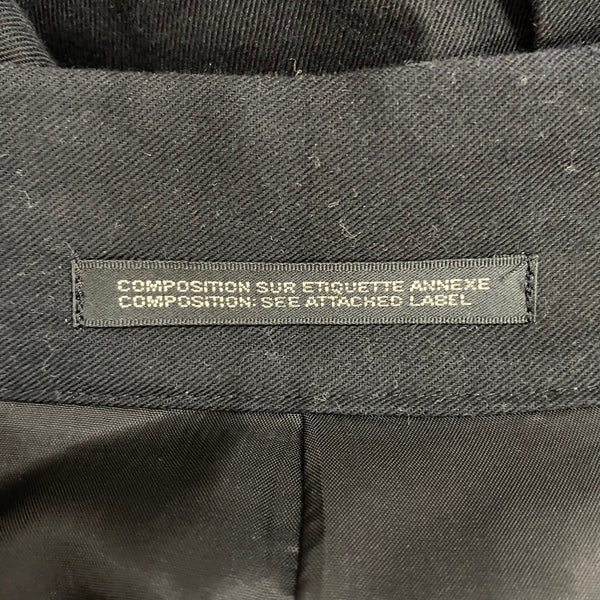 COMPOSITION SUR ETIQUETTE ANNEXE
COMPOSITION: SEE ATTACHED LABEL